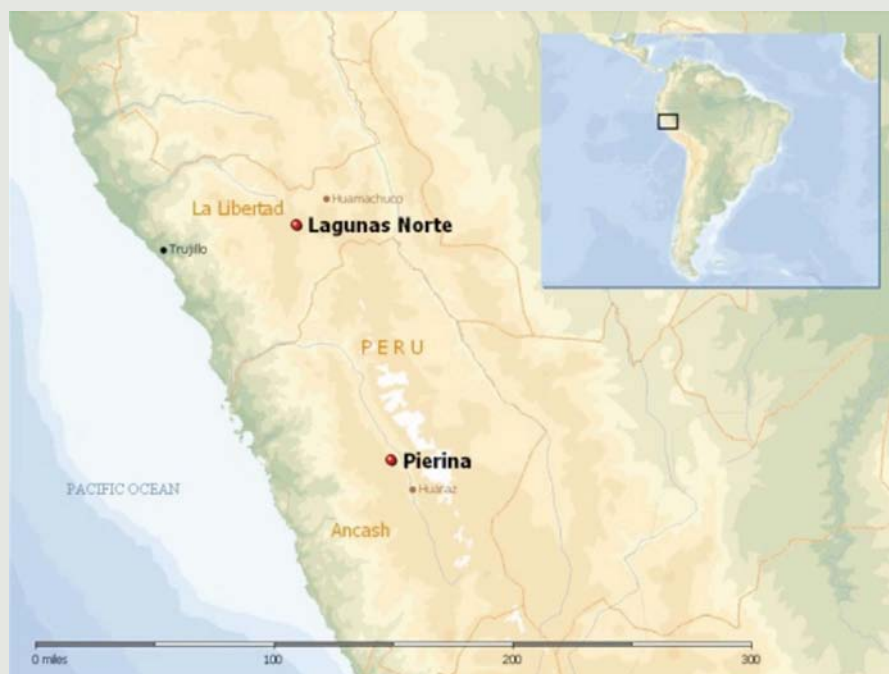 Huamachuco
La Libertad
Lagunas Norte
Trujillo
PERU
Pierina
PACIFIC OCEAN
Huaraz
Ancash
0 miles
100
200
300